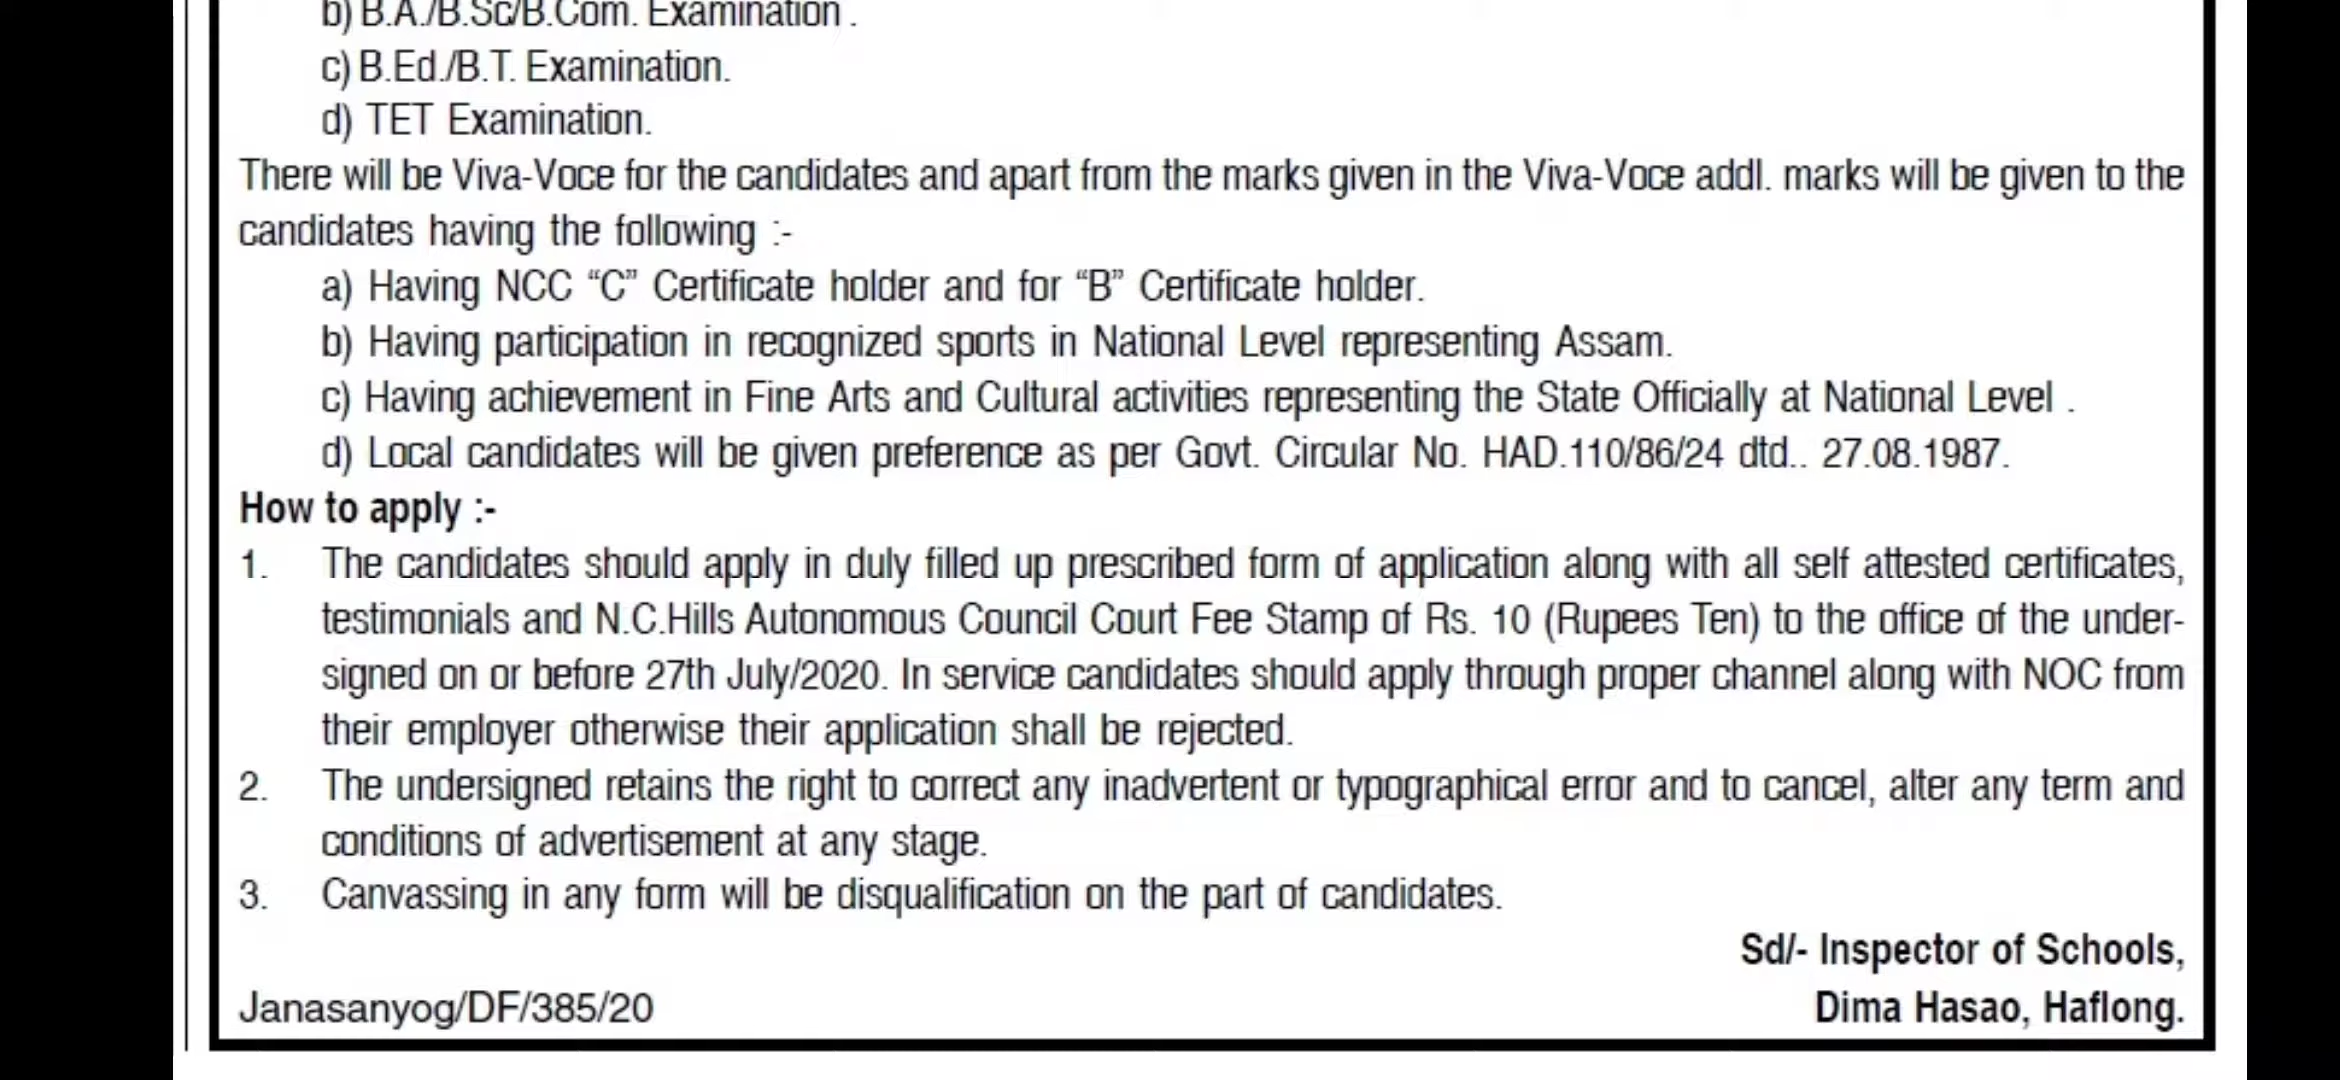 b) B.A./B.Sc/B.Com. Examination .
c) B.Ed./B.T. Examination.
d) TET Examination.
There will be Viva-Voce for the candidates and apart from the marks given in the Viva-Voce addl. marks will be given to the
candidates having the following :-
a) Having NCC “C” Certificate holder and for “B” Certificate holder.
b) Having participation in recognized sports in National Level representing Assam.
c) Having achievement in Fine Arts and Cultural activities representing the State Officially at National Level .
d) Local candidates will be given preference as per Govt. Circular No. HAD.110/86/24 dtd.. 27.08.1987.
How to apply :-
1. The candidates should apply in duly filled up prescribed form of application along with all self attested certificates,
testimonials and N.C.Hills Autonomous Council Court Fee Stamp of Rs. 10 (Rupees Ten) to the office of the under-
signed on or before 27th July/2020. In service candidates should apply through proper channel along with NOC from
their employer otherwise their application shall be rejected.
2. The undersigned retains the right to correct any inadvertent or typographical error and to cancel, alter any term and
conditions of advertisement at any stage.
3. Canvassing in any form will be disqualification on the part of candidates.
Sd/- Inspector of Schools,
Janasanyog/DF/385/20 Dima Hasao, Haflong.